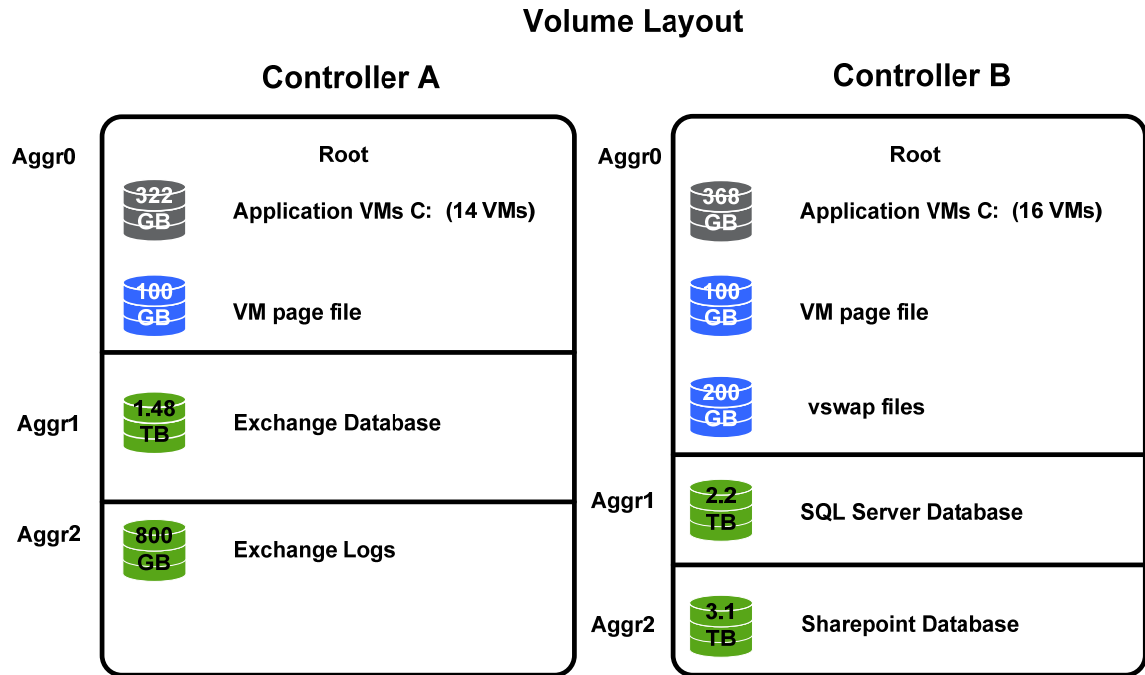 Volume Layout
Controller A
Aggr0
Root
322
GB
Application VMs C: (14 VMs)
100
GB
VM page file
Aggr1
1.48
TB
Exchange Database
Aggr2
800
GB
Exchange Logs
Controller B
Aggr0
Root
368
GB
Application VMs C: (16 VMs)
100
GB
VM page file
200
GB
vswap files
Aggr1
2.2
TB
SQL Server Database
Aggr2
3.1
TB
Sharepoint Database